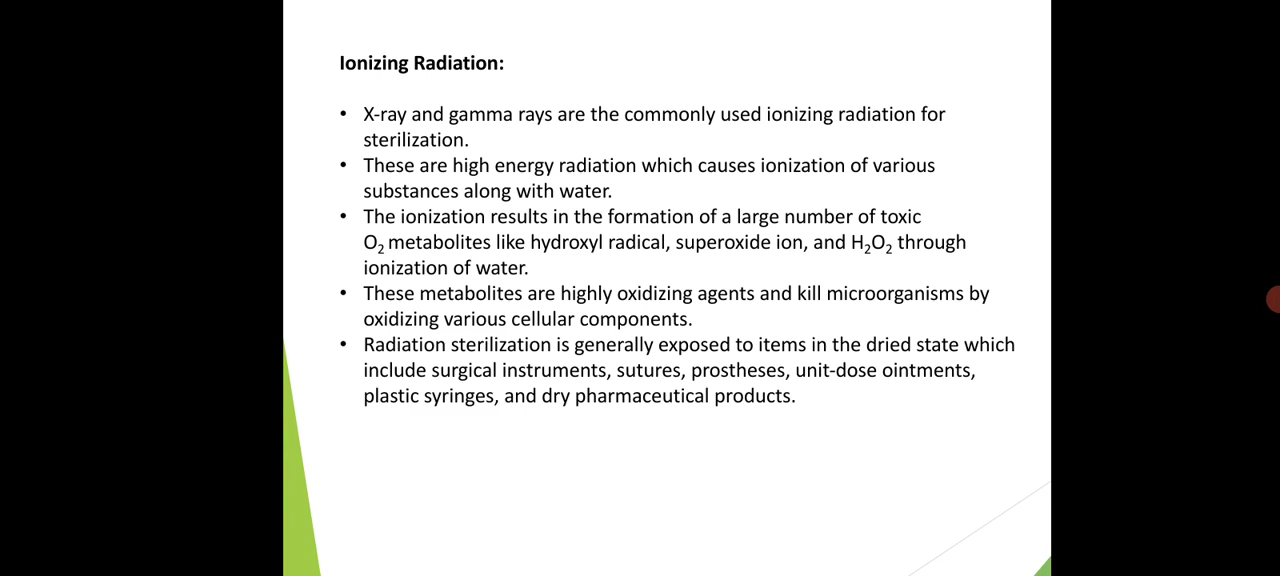 Ionizing Radiation:
• X-ray and gamma rays are the commonly used ionizing radiation for
sterilization.
• These are high energy radiation which causes ionization of various
substances along with water.
• The ionization results in the formation of a large number of toxic
O₂ metabolites like hydroxyl radical, superoxide ion, and H₂O₂ through
ionization of water.
• These metabolites are highly oxidizing agents and kill microorganisms by
oxidizing various cellular components.
• Radiation sterilization is generally exposed to items in the dried state which
include surgical instruments, sutures, prostheses, unit-dose ointments,
plastic syringes, and dry pharmaceutical products.